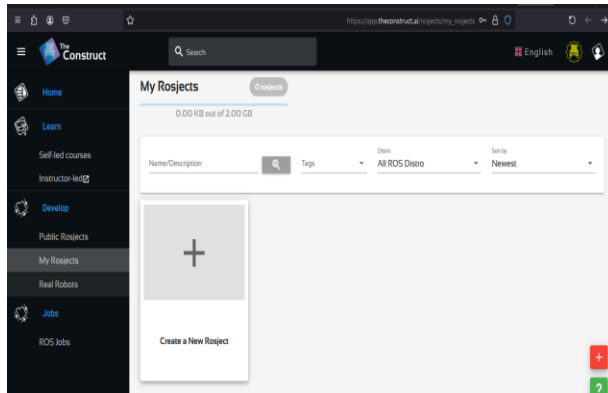 https://app.theconstruct.ai/rosjects/my_rosjects
The
Construct
Search
English
Home
Learn
Self-led courses
Instructor-led
Develop
Public Rosjects
My Rosjects
Real Robots
Jobs
ROS Jobs
My Rosjects
0 rosjects
0.00 KB out of 2.00 GB
Name/Description
Tags
Distro
All ROS Distro
Sort by
Newest
Create a New Rosject
+
?